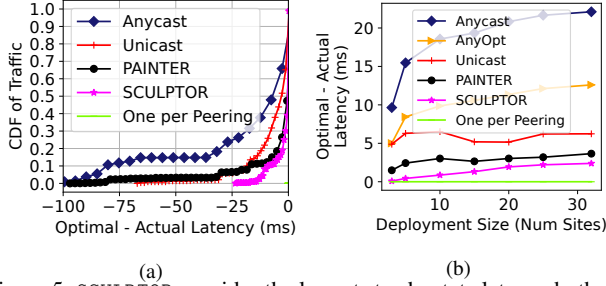 CDF of Traffic
1.0
0.9
0.8
0.7
0.6
0.5
0.4
0.3
0.2
0.1
0.0
Anycast
Unicast
PAINTER
SCULPTOR
One per Peering
−100 −75 −50 −25 0
Optimal - Actual Latency (ms)
(a)
Optimal - Actual
Latency (ms)
20
15
10
5
0
Anycast
AnyOpt
Unicast
PAINTER
SCULPTOR
One per Peering
10 20 30
Deployment Size (Num Sites)
(b)